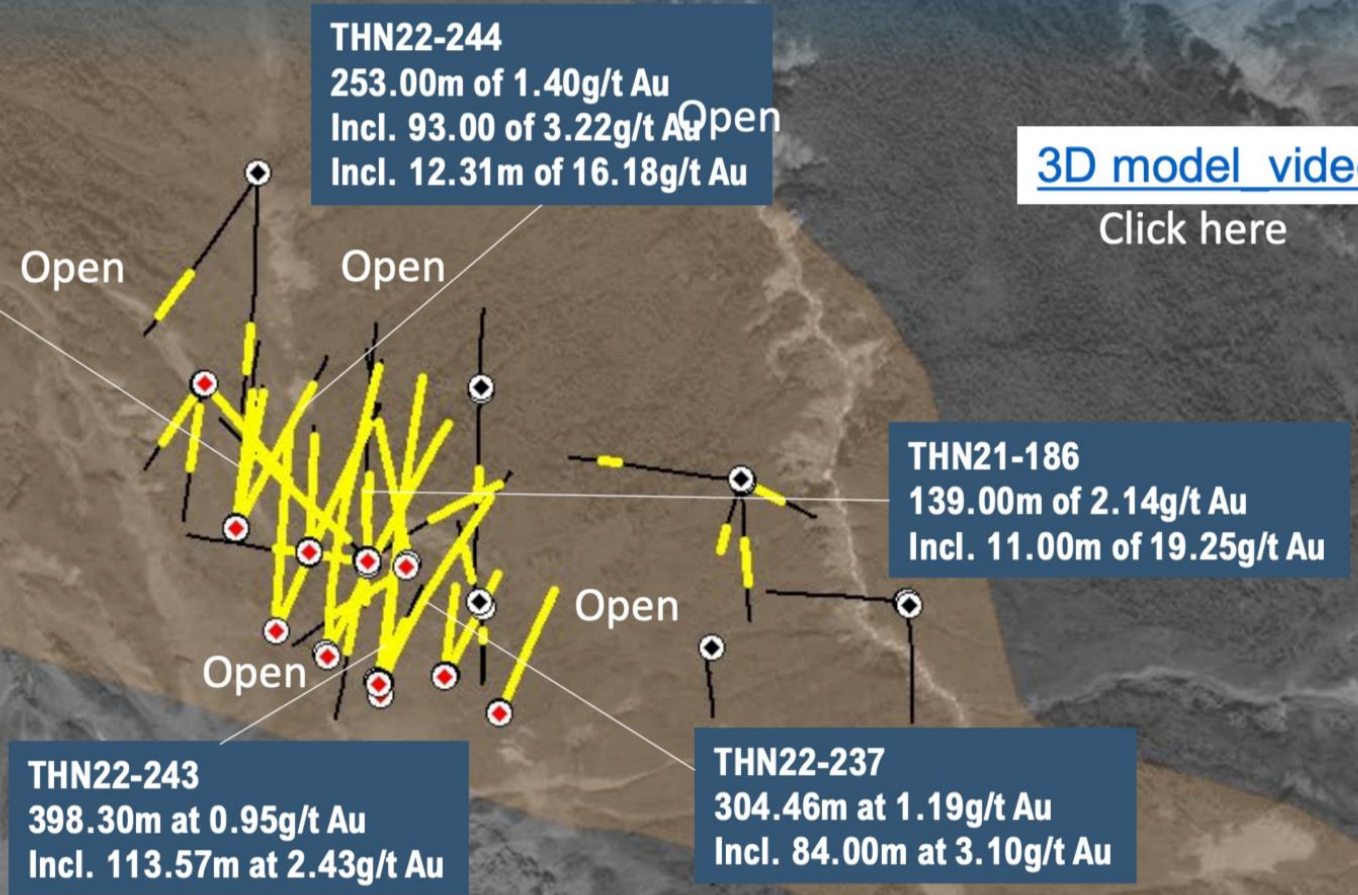 THN22-244
253.00m of 1.40g/t Au
Incl. 93.00 of 3.22g/t Au
Incl. 12.31m of 16.18g/t Au
Open
3D model_vide
Click here
Open
Open
THN21-186
139.00m of 2.14g/t Au
Incl. 11.00m of 19.25g/t Au
Open
Open
THN22-243
398.30m at 0.95g/t Au
Incl. 113.57m at 2.43g/t Au
THN22-237
304.46m at 1.19g/t Au
Incl. 84.00m at 3.10g/t Au